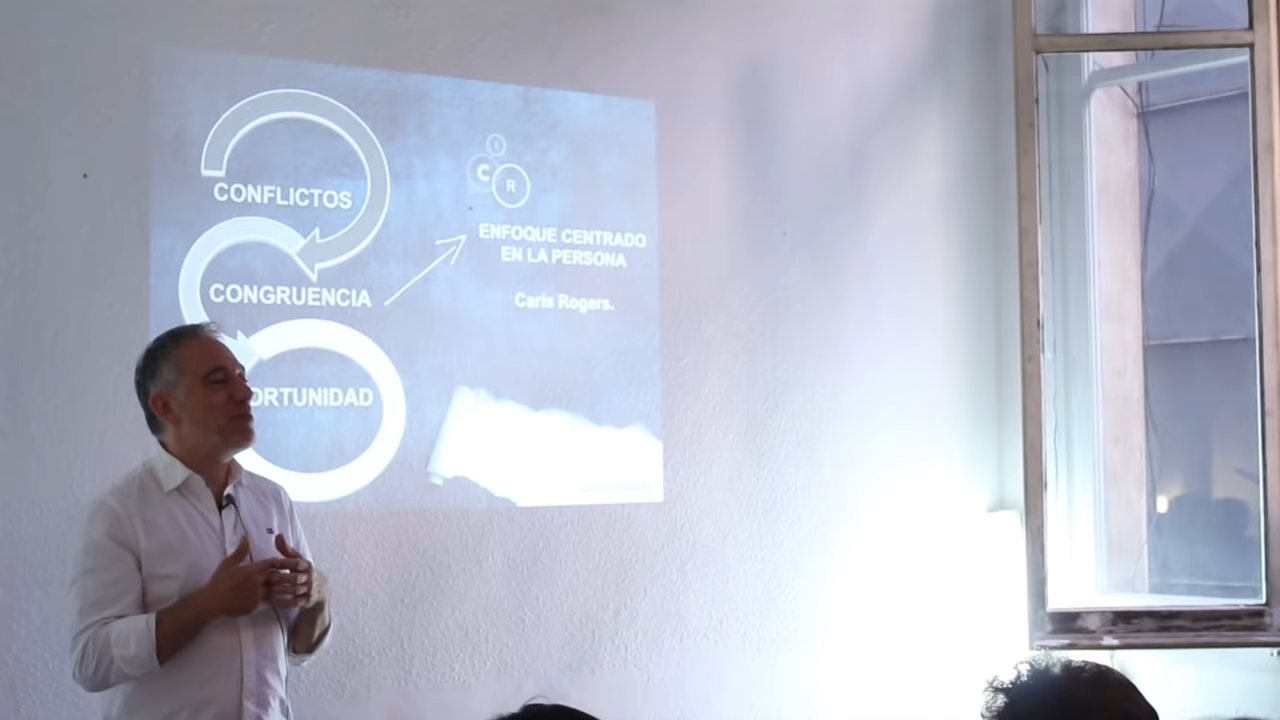 CONFLICTOS
CONGRUENCIA
ORTUNIDAD
I
C
R
ENFOQUE CENTRADO
EN LA PERSONA
Carls Rogers.